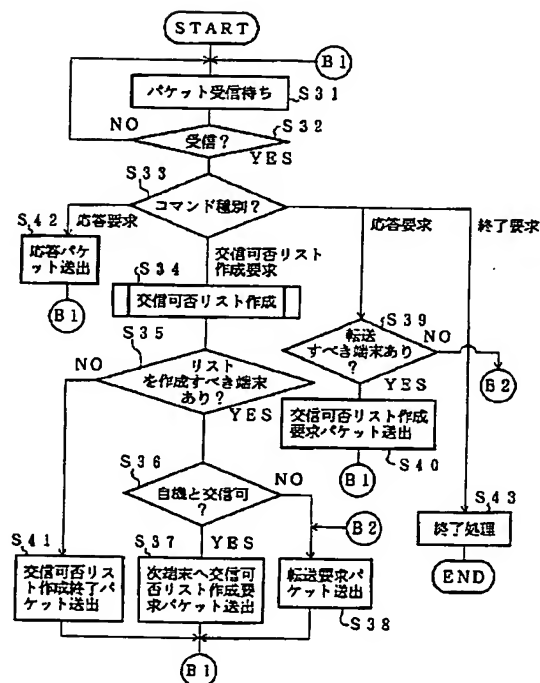 START
B1
パケット受信待ち
S31
S32
NO
受信?
YES
S33
コマンド種別?
S42
応答要求
応答パケ
ット送出
B1
交信可否リスト
作成要求
応答要求
終了要求
S34
交信可否リスト作成
S35
NO
リスト
を作成すべき端末
あり?
YES
S39
転送
すべき端末あり
?
NO
B2
YES
交信可否リスト作成
要求パケット送出
S40
B1
S36
NO
自機と交信可
?
YES
B2
S43
終了処理
END
S41
交信可否リス
ト作成終了パ
ケット送出
S37
次端末へ交信可
否リスト作成要
求パケット送出
転送要求パ
ケット送出
S38
B1